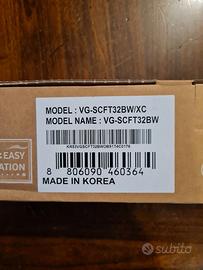 MODEL : VG-SCFT32BW/XC
MODEL NAME : VG-SCFT32BW
8 806090 460364
MADE IN KOREA
EASY
ATION
subito